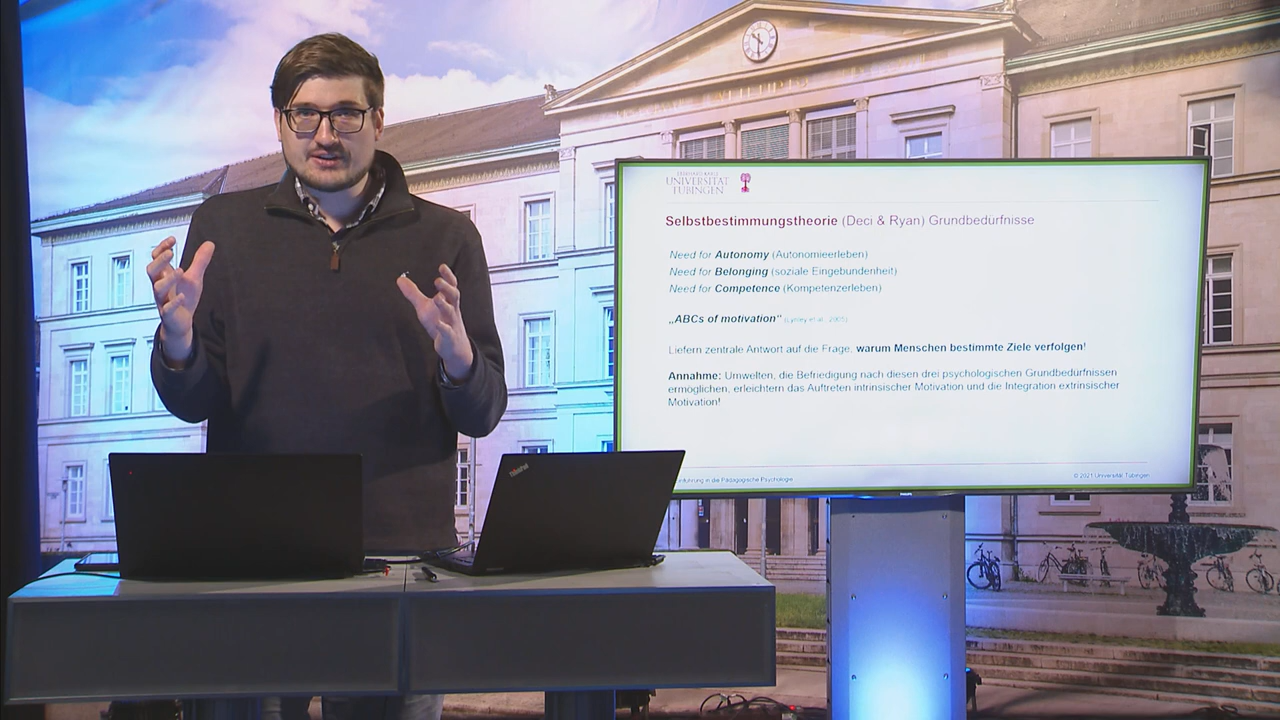 EBERHARD KARLS
UNIVERSITÄT
TÜBINGEN
Selbstbestimmungstheorie (Deci & Ryan) Grundbedürfnisse
Need for Autonomy (Autonomieerleben)
Need for Belonging (soziale Eingebundenheit)
Need for Competence (Kompetenzerleben)
„ABCs of motivation“
Liefern zentrale Antwort auf die Frage, warum Menschen bestimmte Ziele verfolgen!
Annahme: Umwelten, die Befriedigung nach diesen drei psychologischen Grundbedürfnissen
ermöglichen, erleichtern das Auftreten intrinsischer Motivation und die Integration extrinsischer
Motivation!
in die Pädagogische Psychologie
© 2021 Universität Tübingen
PHILIPS
ThinkPad